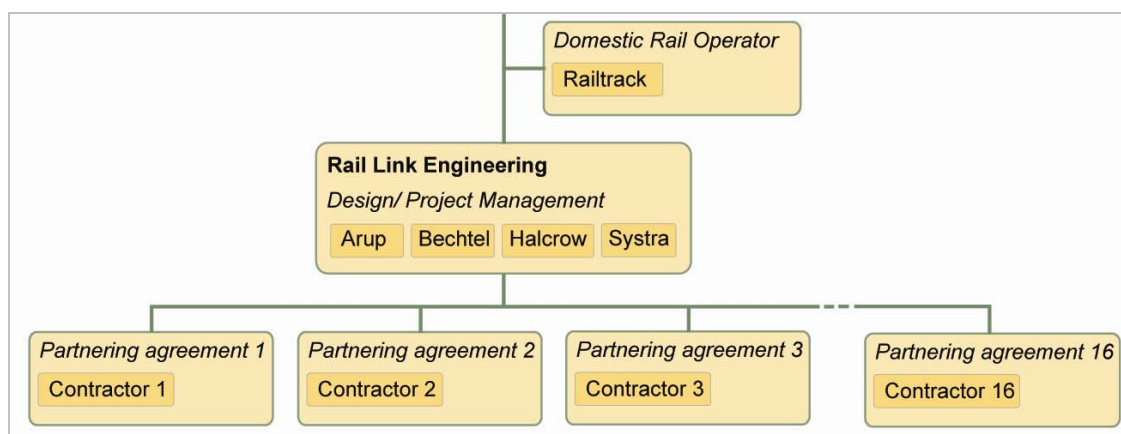 Domestic Rail Operator
Railtrack
Rail Link Engineering
Design/ Project Management
Arup Bechtel Halcrow Systra
Partnering agreement 1
Contractor 1
Partnering agreement 2
Contractor 2
Partnering agreement 3
Contractor 3
Partnering agreement 16
Contractor 16